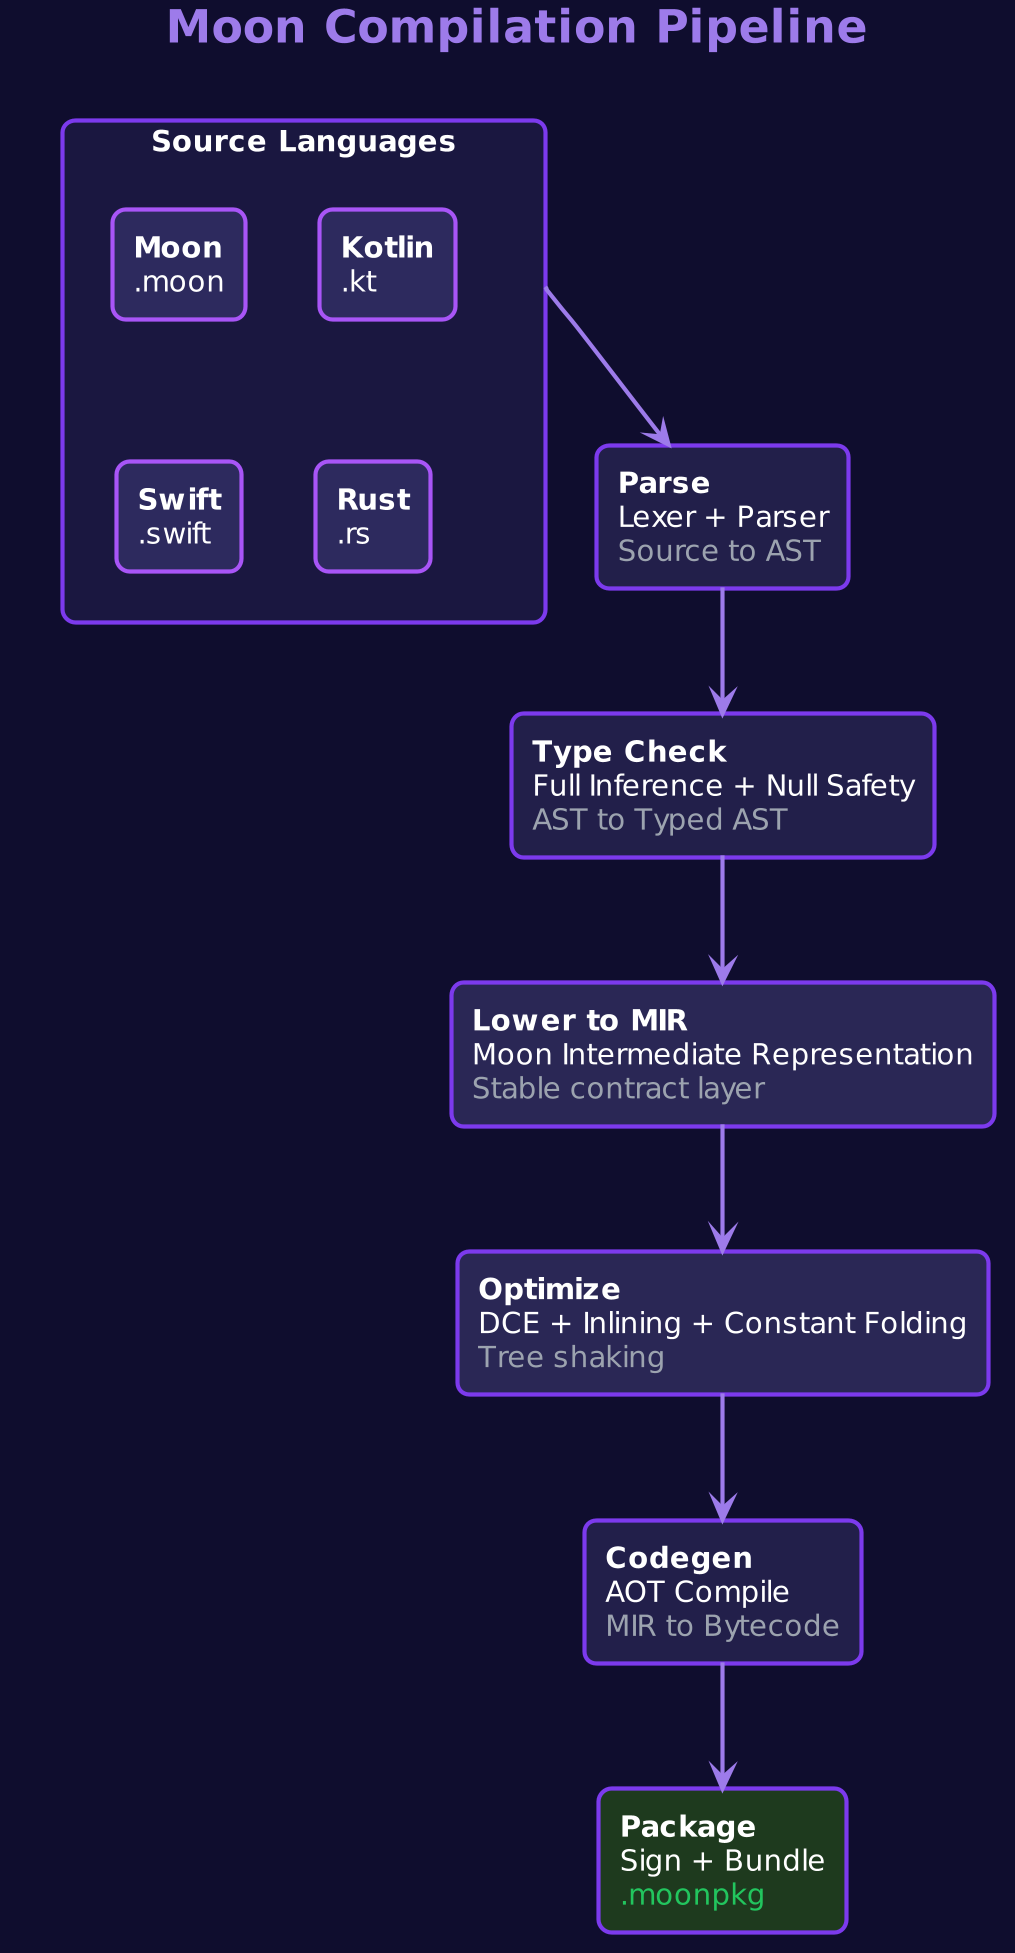 Moon Compilation Pipeline
Source Languages
Moon
.moon
Kotlin
.kt
Swift
.swift
Rust
.rs
Parse
Lexer + Parser
Source to AST
Type Check
Full Inference + Null Safety
AST to Typed AST
Lower to MIR
Moon Intermediate Representation
Stable contract layer
Optimize
DCE + Inlining + Constant Folding
Tree shaking
Codegen
AOT Compile
MIR to Bytecode
Package
Sign + Bundle
.moonpkg